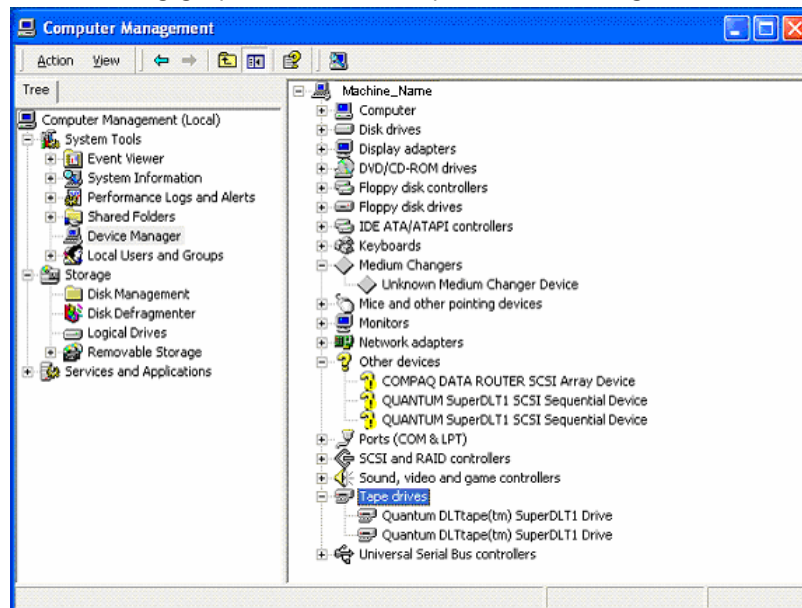 Computer Management
Action View
Tree
Computer Management (Local)
System Tools
Event Viewer
System Information
Performance Logs and Alerts
Shared Folders
Device Manager
Local Users and Groups
Storage
Disk Management
Disk Defragmenter
Logical Drives
Removable Storage
Services and Applications
Machine_Name
Computer
Disk drives
Display adapters
DVD/CD-ROM drives
Floppy disk controllers
Floppy disk drives
IDE ATA/ATAPI controllers
Keyboards
Medium Changers
Unknown Medium Changer Device
Mice and other pointing devices
Monitors
Network adapters
Other devices
COMPAQ DATA ROUTER SCSI Array Device
QUANTUM SuperDLT1 SCSI Sequential Device
QUANTUM SuperDLT1 SCSI Sequential Device
Ports (COM & LPT)
SCSI and RAID controllers
Sound, video and game controllers
Tape drives
Quantum DLTtape(tm) SuperDLT1 Drive
Quantum DLTtape(tm) SuperDLT1 Drive
Universal Serial Bus controllers